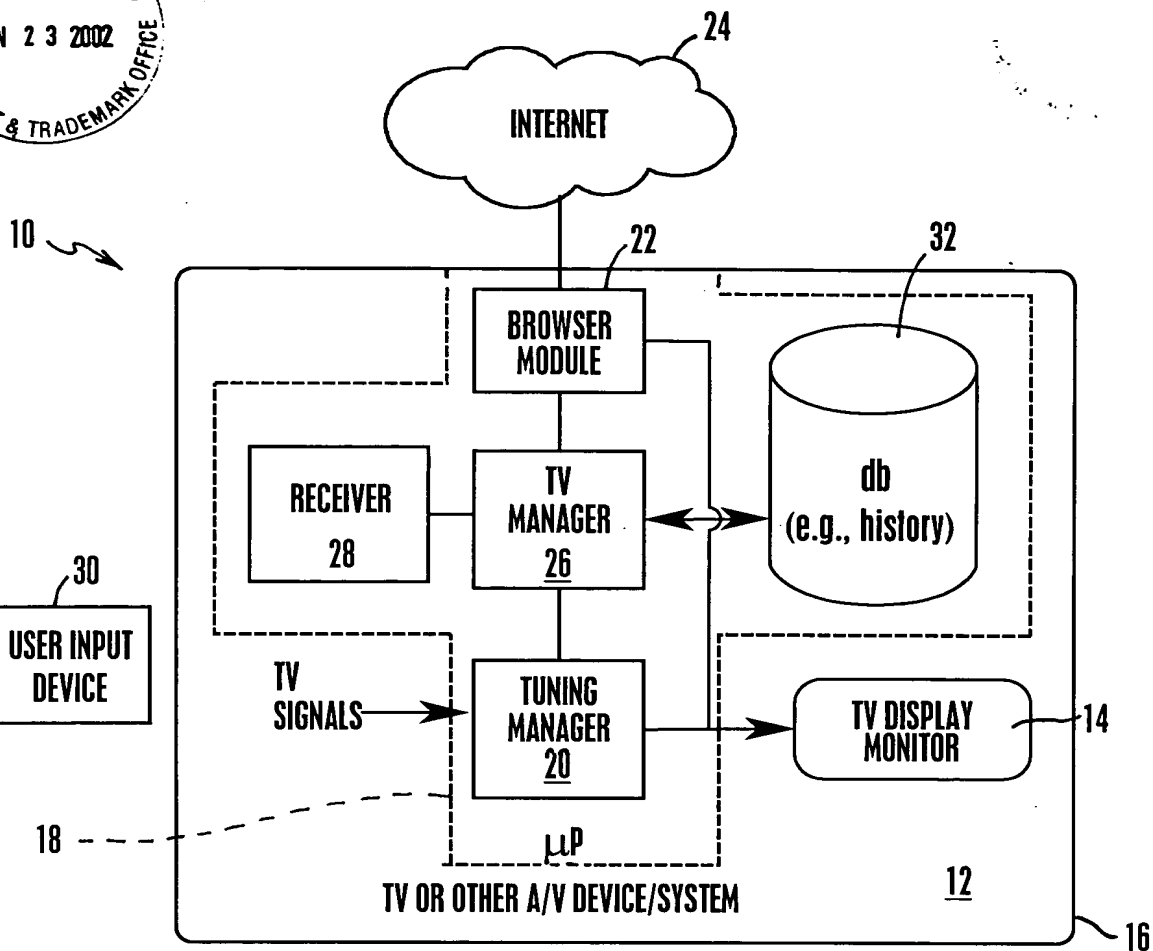 2 3 2002
& TRADEMARK OFFICE
24
INTERNET
10
22
32
BROWSER
MODULE
RECEIVER
28
TV
MANAGER
26
db
(e.g., history)
30
USER INPUT
DEVICE
TV
SIGNALS
TUNING
MANAGER
20
TV DISPLAY
MONITOR
14
18
µP
TV OR OTHER A/V DEVICE/SYSTEM
12
16